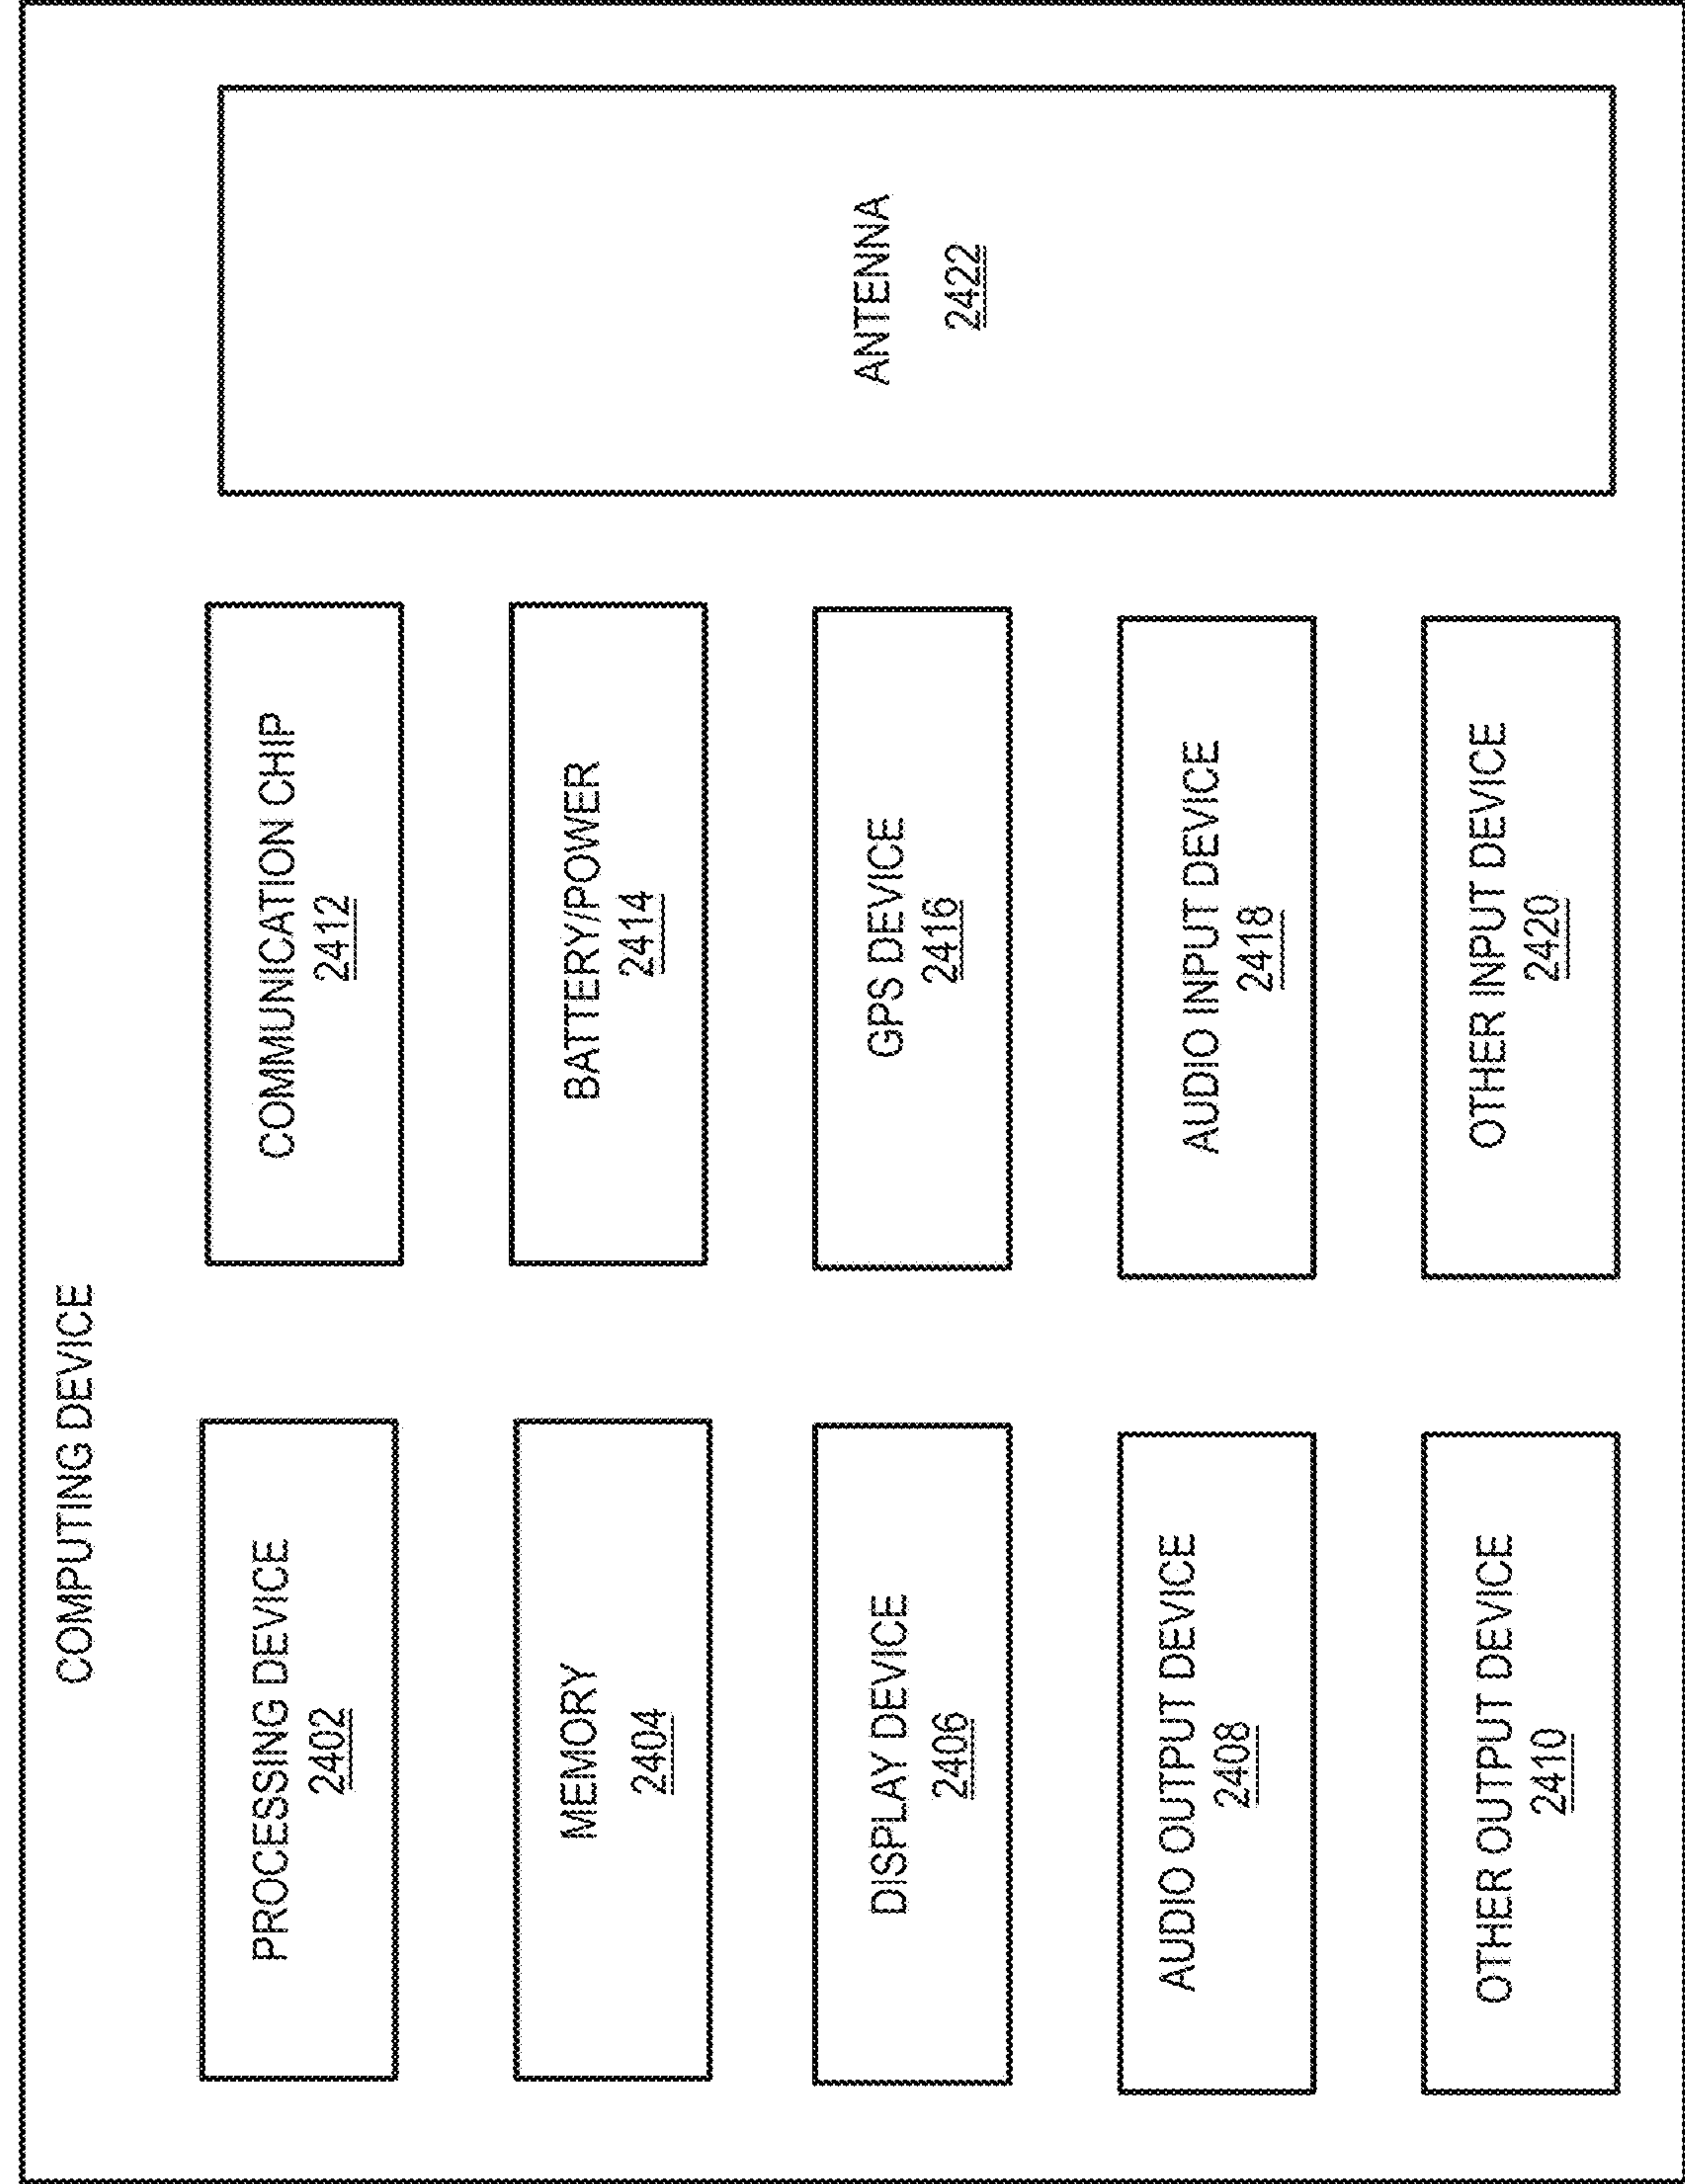 COMPUTING DEVICE
PROCESSING DEVICE
2402
MEMORY
2404
DISPLAY DEVICE
2406
AUDIO OUTPUT DEVICE
2408
OTHER OUTPUT DEVICE
2410
COMMUNICATION CHIP
2412
BATTERY/POWER
2414
GPS DEVICE
2416
AUDIO INPUT DEVICE
2418
OTHER INPUT DEVICE
2420
ANTENNA
2422